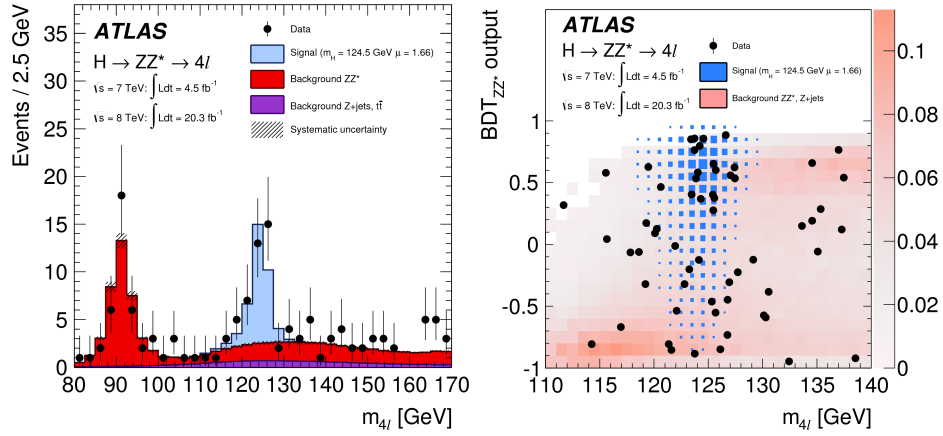 Events / 2.5 GeV
35
30
25
20
15
10
5
0
ATLAS
H → ZZ* → 4l
√s = 7 TeV: ∫Ldt = 4.5 fb⁻¹
√s = 8 TeV: ∫Ldt = 20.3 fb⁻¹
Data
Signal (m_H = 124.5 GeV μ = 1.66)
Background ZZ*
Background Z+jets, tt̄
Systematic uncertainty
80 90 100 110 120 130 140 150 160 170
m₄l [GeV]
BDT_ZZ* output
1
0.5
0
-0.5
-1
ATLAS
H → ZZ* → 4l
√s = 7 TeV: ∫Ldt = 4.5 fb⁻¹
√s = 8 TeV: ∫Ldt = 20.3 fb⁻¹
Data
Signal (m_H = 124.5 GeV μ = 1.66)
Background ZZ*, Z+jets
110 115 120 125 130 135 140
m₄l [GeV]
0.1
0.08
0.06
0.04
0.02
0